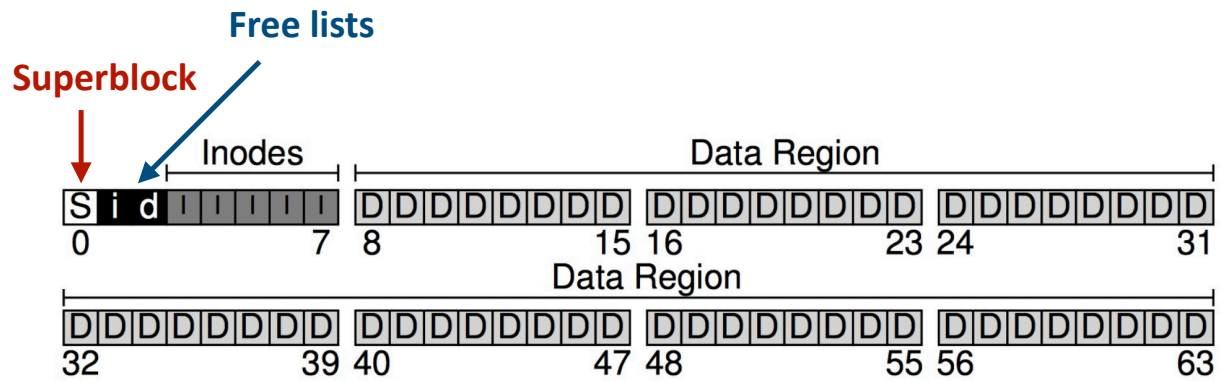 Free lists
Superblock
Inodes Data Region
S i d I I I I I D D D D D D D D D D D D D D D D D D D D D D D D
0 7 8 15 16 23 24 31
Data Region
D D D D D D D D D D D D D D D D D D D D D D D D D D D D D D D D
32 39 40 47 48 55 56 63